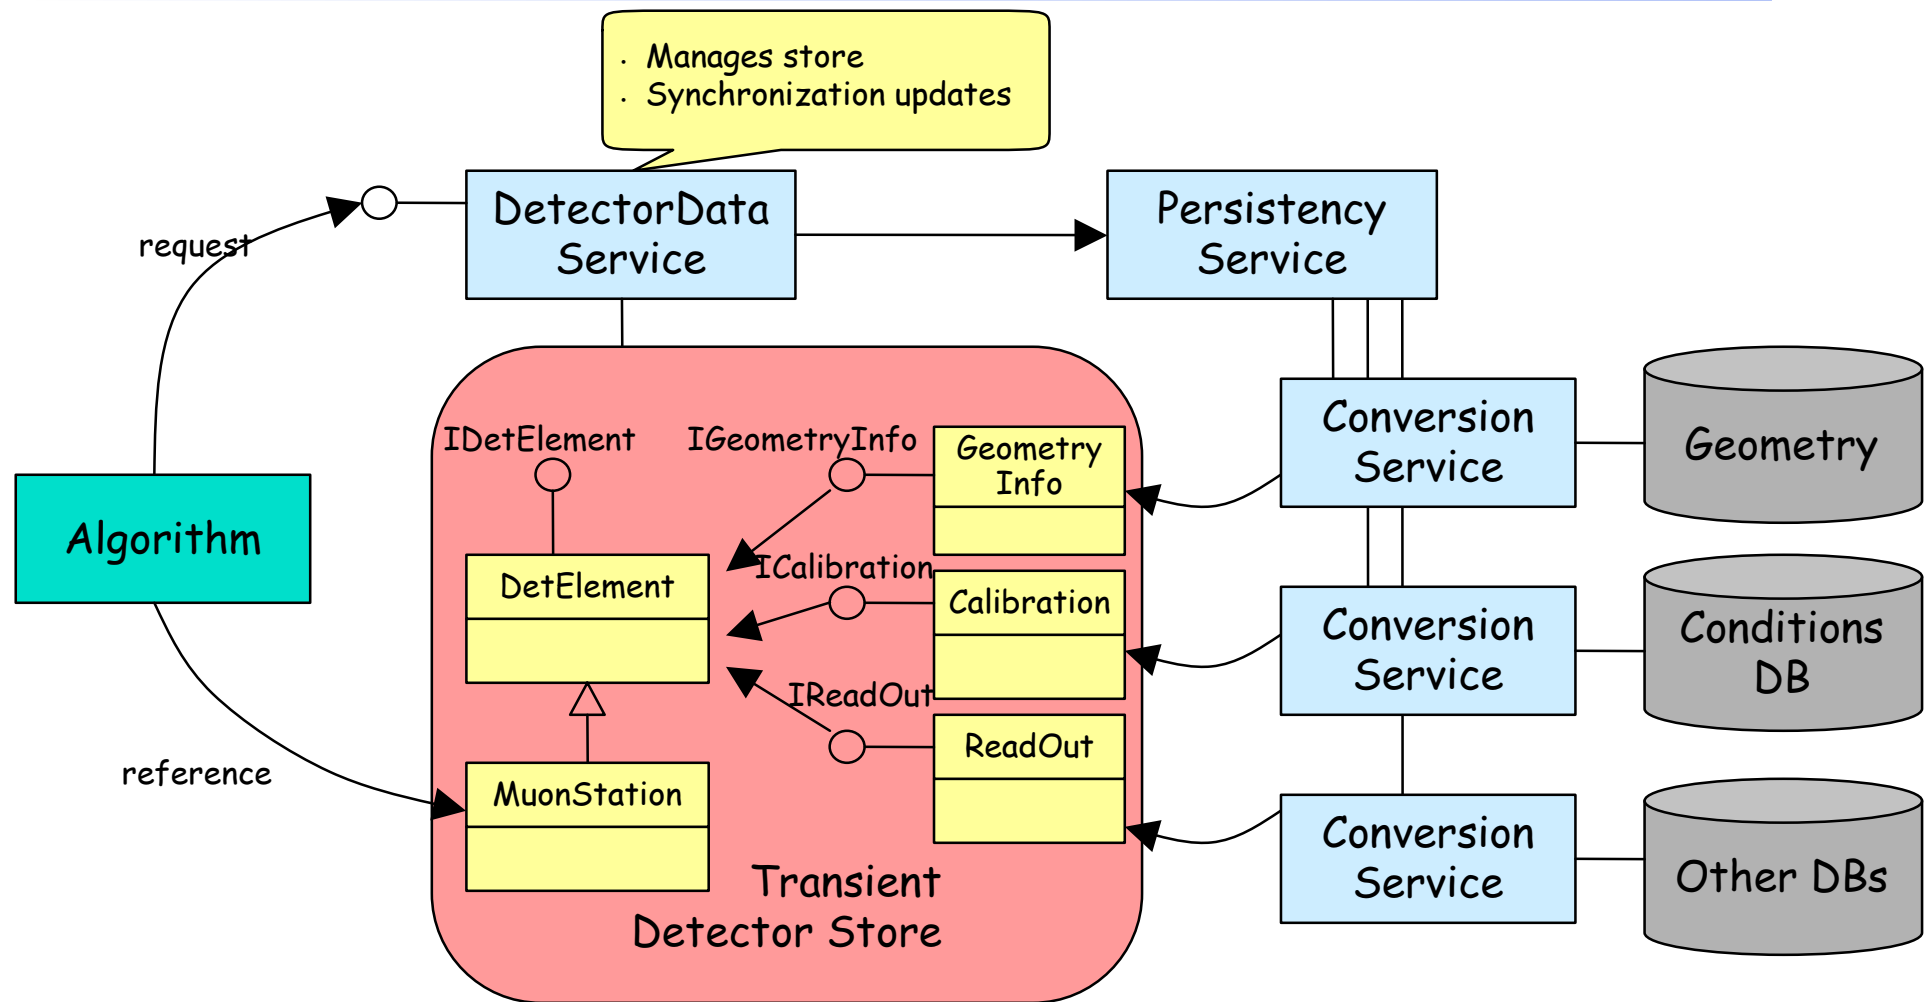 · Manages store
· Synchronization updates
DetectorData
Service
Persistency
Service
request
Algorithm
reference
IDetElement
IGeometryInfo
Geometry
Info
DetElement
ICalibration
Calibration
IReadOut
ReadOut
MuonStation
Transient
Detector Store
Conversion
Service
Geometry
Conversion
Service
Conditions
DB
Conversion
Service
Other DBs